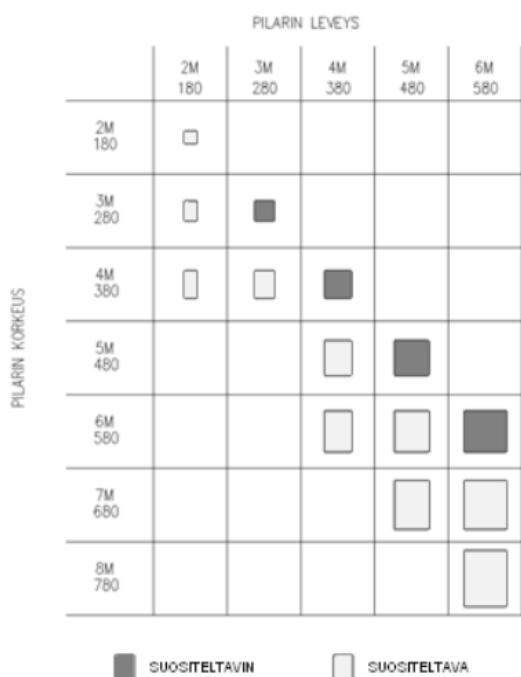 PILARIN LEVEYS
2M 3M 4M 5M 6M
180 280 380 480 580
PILARIN KORKEUS
2M
180
3M
280
4M
380
5M
480
6M
580
7M
680
8M
780
SUOSITELTAVIN SUOSITELTAVA